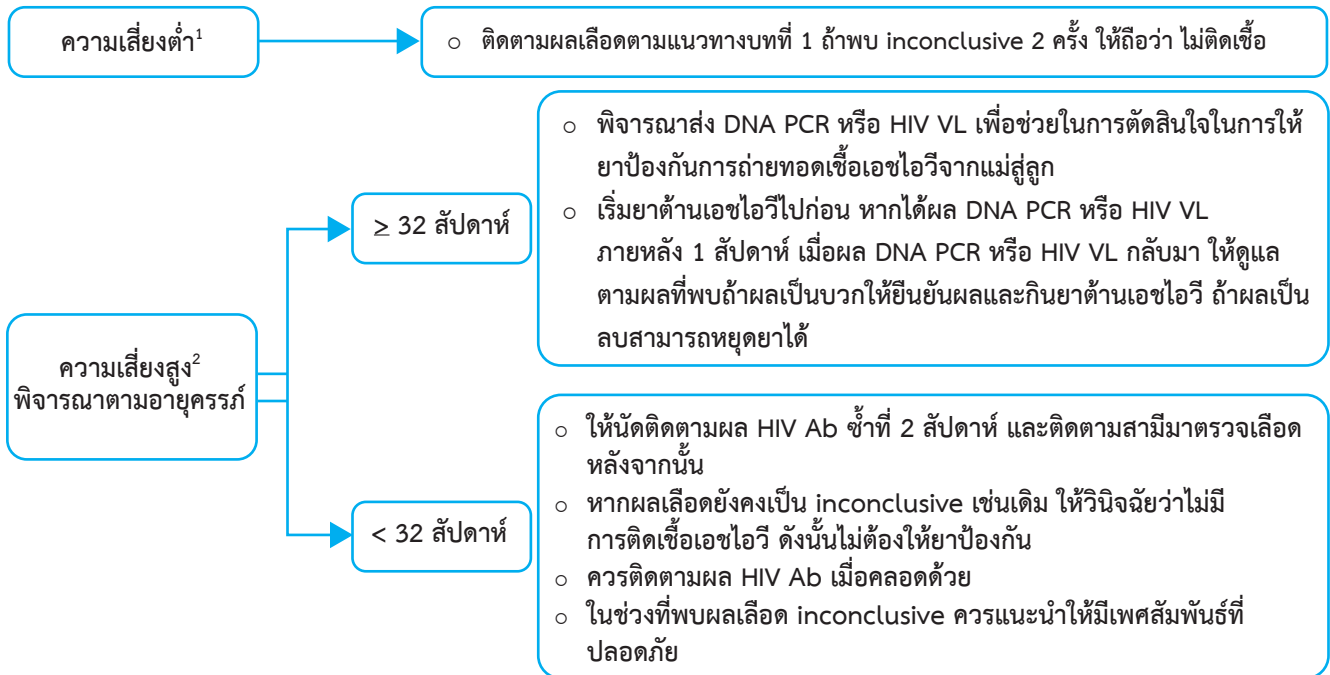 ความเสี่ยงต่ำ1
○ ติดตามผลเลือดตามแนวทางบทที่ 1 ถ้าพบ inconclusive 2 ครั้ง ให้ถือว่า ไม่ติดเชื้อ
ความเสี่ยงสูง2
พิจารณาตามอายุครรภ์
≥ 32 สัปดาห์
○ พิจารณาส่ง DNA PCR หรือ HIV VL เพื่อช่วยในการตัดสินใจในการให้
ยาป้องกันการถ่ายทอดเชื้อเอชไอวีจากแม่สู่ลูก
○ เริ่มยาต้านเอชไอวีไปก่อน หากได้ผล DNA PCR หรือ HIV VL
ภายหลัง 1 สัปดาห์ เมื่อผล DNA PCR หรือ HIV VL กลับมา ให้ดูแล
ตามผลที่พบถ้าผลเป็นบวกให้ยืนยันผลและกินยาต้านเอชไอวี ถ้าผลเป็น
ลบสามารถหยุดยาได้
< 32 สัปดาห์
○ ให้นัดติดตามผล HIV Ab ซ้ำที่ 2 สัปดาห์ และติดตามสามีมาตรวจเลือด
หลังจากนั้น
○ หากผลเลือดยังคงเป็น inconclusive เช่นเดิม ให้วินิจฉัยว่าไม่มี
การติดเชื้อเอชไอวี ดังนั้นไม่ต้องให้ยาป้องกัน
○ ควรติดตามผล HIV Ab เมื่อคลอดด้วย
○ ในช่วงที่พบผลเลือด inconclusive ควรแนะนำให้มีเพศสัมพันธ์ที่
ปลอดภัย